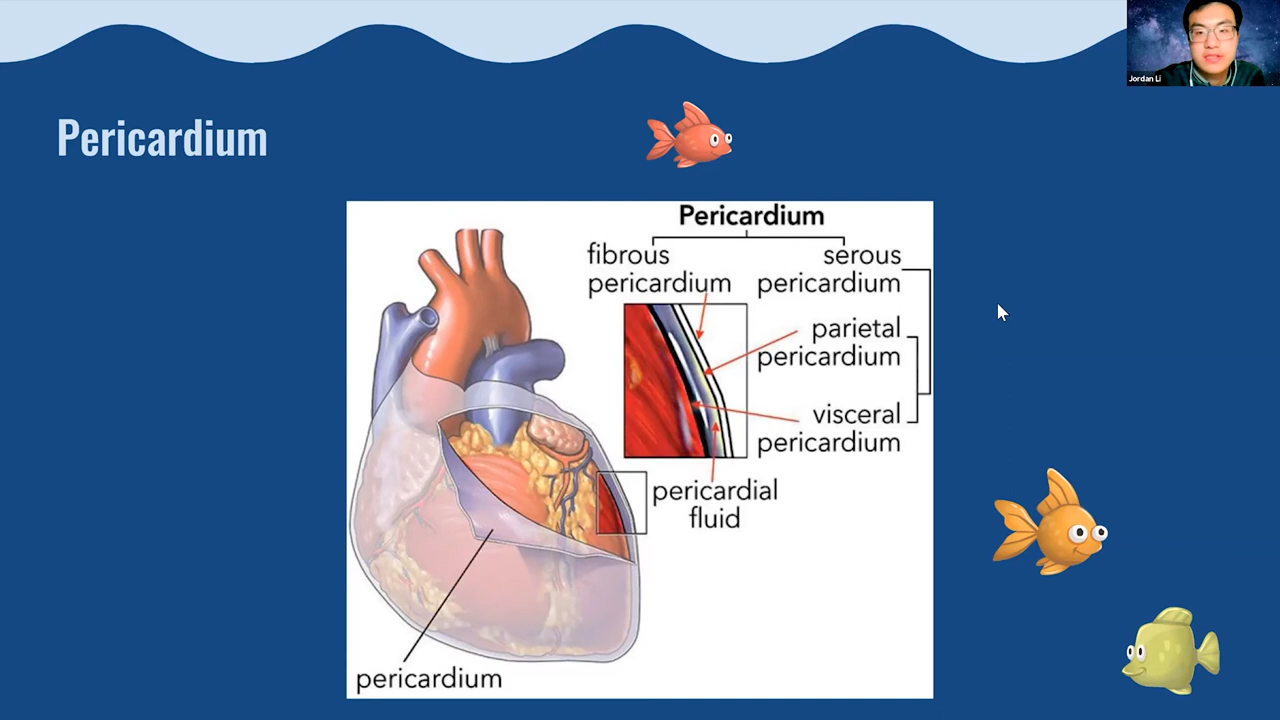 Jordan Li
Pericardium
Pericardium
fibrous
pericardium
serous
pericardium
parietal
pericardium
visceral
pericardium
pericardial
fluid
pericardium